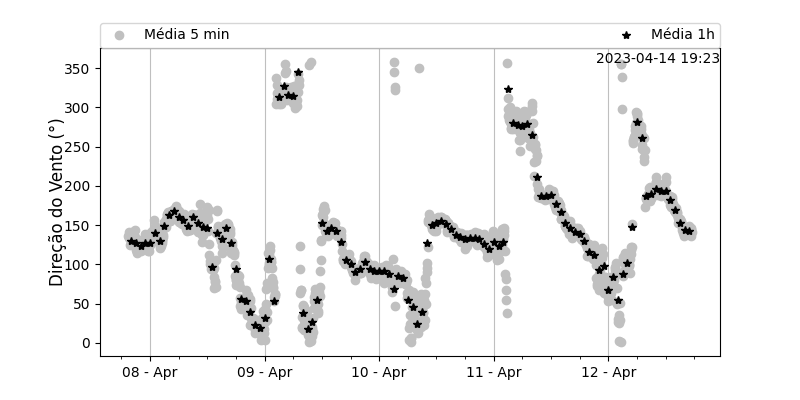 Média 5 min
Média 1h
2023-04-14 19:23
Direção do Vento (°)
350
300
250
200
150
100
50
0
08 - Apr
09 - Apr
10 - Apr
11 - Apr
12 - Apr